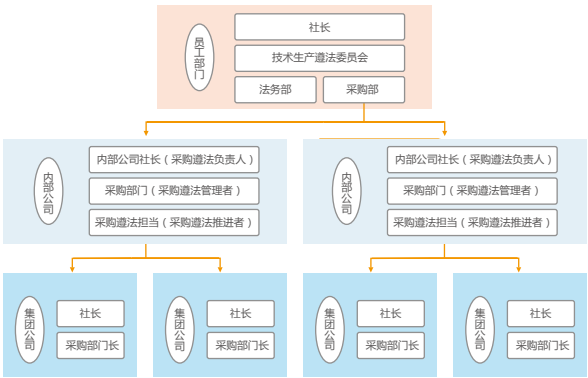 员工部门
社长
技术生产遵法委员会
法务部
采购部
内部公司
内部公司社长（采购遵法负责人）
采购部门（采购遵法管理者）
采购遵法担当（采购遵法推进者）
内部公司
内部公司社长（采购遵法负责人）
采购部门（采购遵法管理者）
采购遵法担当（采购遵法推进者）
集团公司
社长
采购部门长
集团公司
社长
采购部门长
集团公司
社长
采购部门长
集团公司
社长
采购部门长